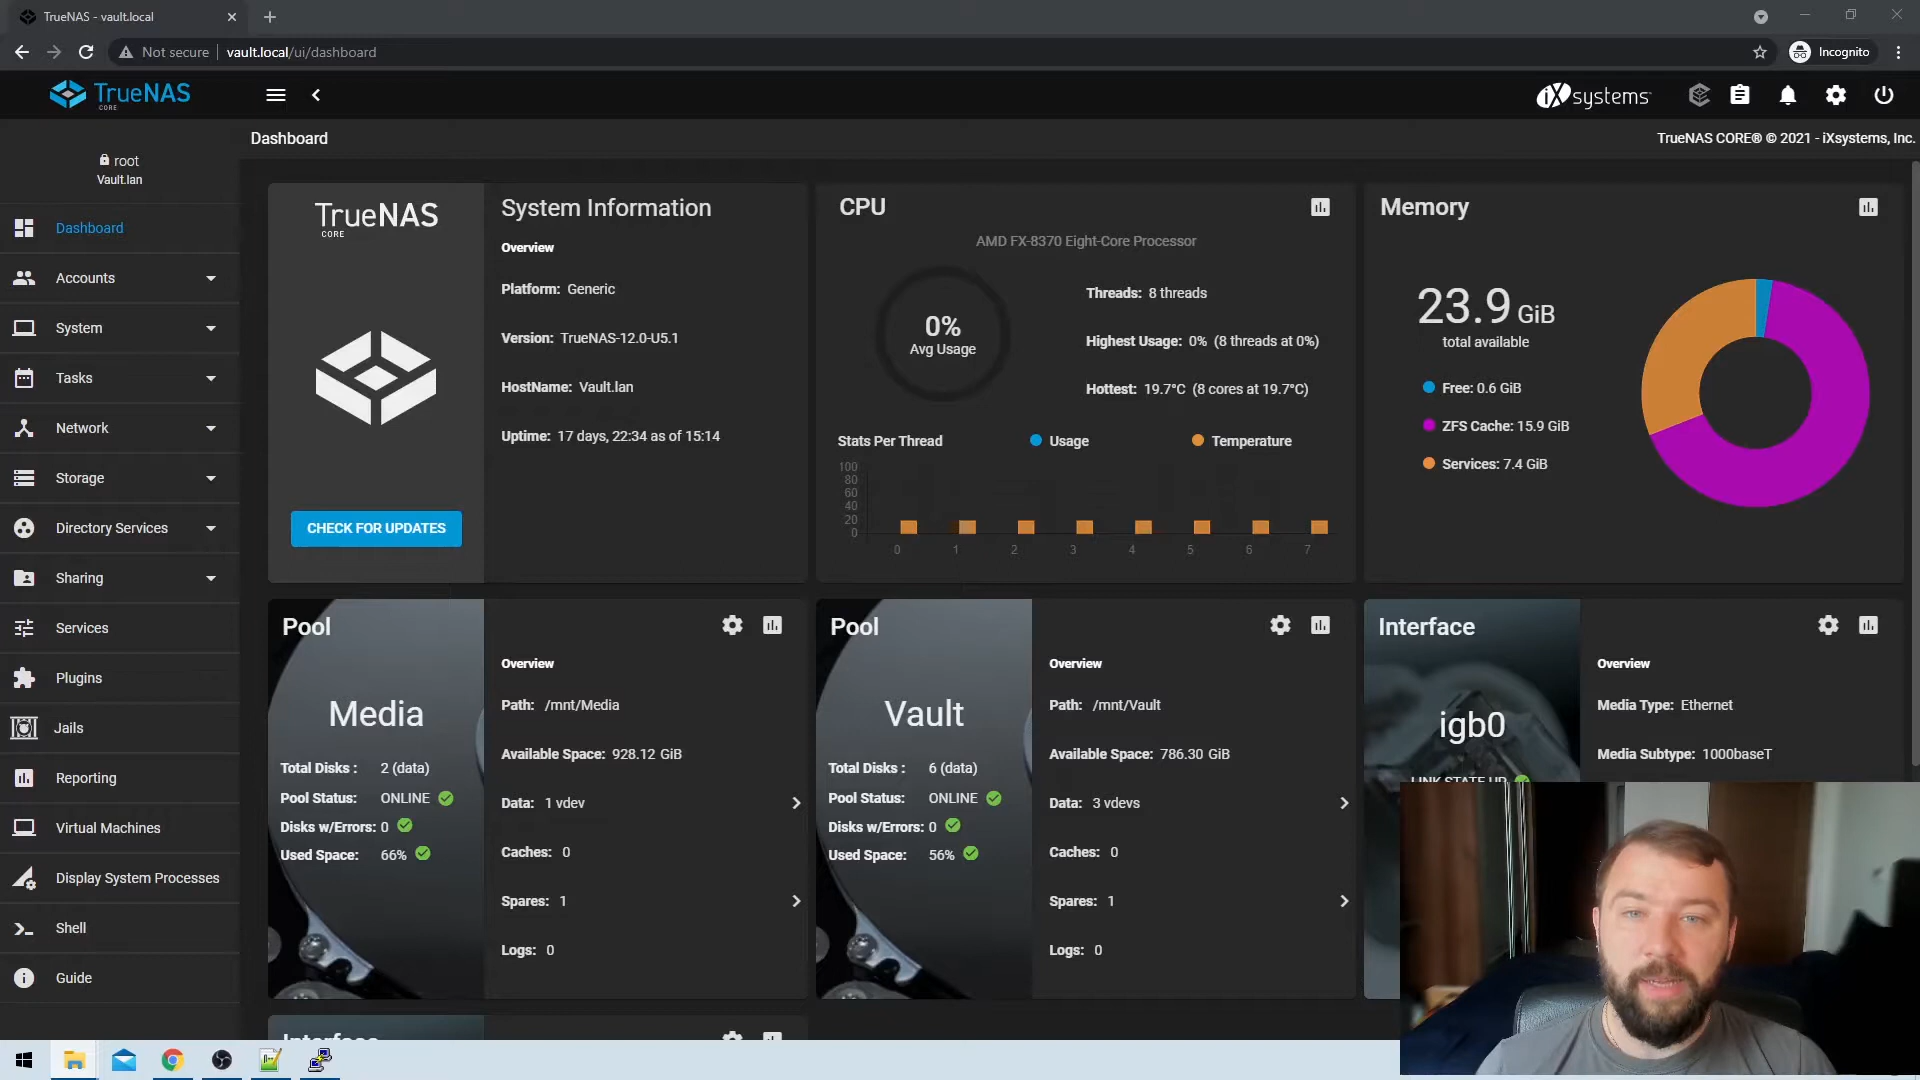 TrueNAS - vault.local
Not secure
vault.local/ui/dashboard
Incognito
TrueNAS
CORE
iXsystems
Dashboard
TrueNAS CORE® © 2021 - iXsystems, Inc.
root
Vault.lan
Dashboard
Accounts
System
Tasks
Network
Storage
Directory Services
Sharing
Services
Plugins
Jails
Reporting
Virtual Machines
Display System Processes
Shell
Guide
TrueNAS
CORE
CHECK FOR UPDATES
System Information
Overview
Platform: Generic
Version: TrueNAS-12.0-U5.1
HostName: Vault.lan
Uptime: 17 days, 22:34 as of 15:14
CPU
AMD FX-8370 Eight-Core Processor
0%
Avg Usage
Threads: 8 threads
Highest Usage: 0% (8 threads at 0%)
Hottest: 19.7°C (8 cores at 19.7°C)
Stats Per Thread
Usage
Temperature
100
80
60
40
20
0
0 1 2 3 4 5 6 7
Memory
23.9 GiB
total available
Free: 0.6 GiB
ZFS Cache: 15.9 GiB
Services: 7.4 GiB
Pool
Media
Total Disks : 2 (data)
Pool Status: ONLINE
Disks w/Errors: 0
Used Space: 66%
Overview
Path: /mnt/Media
Available Space: 928.12 GiB
Data: 1 vdev
Caches: 0
Spares: 1
Logs: 0
Pool
Vault
Total Disks : 6 (data)
Pool Status: ONLINE
Disks w/Errors: 0
Used Space: 56%
Overview
Path: /mnt/Vault
Available Space: 786.30 GiB
Data: 3 vdevs
Caches: 0
Spares: 1
Logs: 0
Interface
igb0
LINK STATE UP
Overview
Media Type: Ethernet
Media Subtype: 1000baseT
Interface